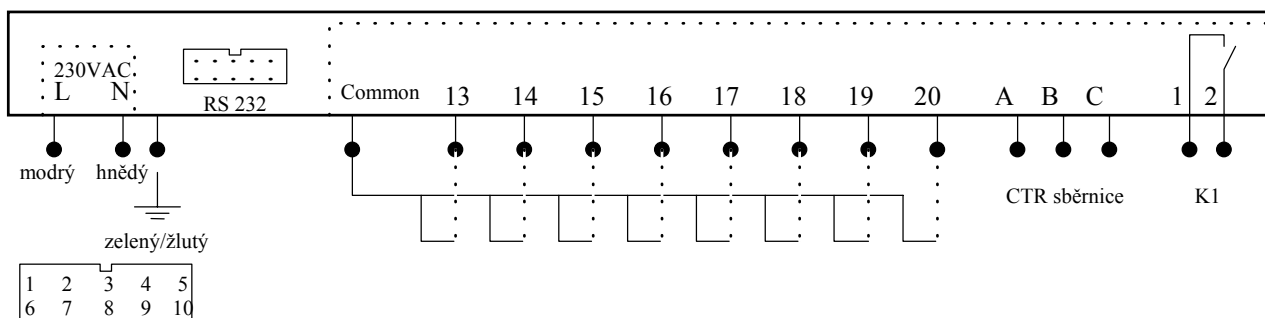 230VAC
L N
RS 232
Common 13 14 15 16 17 18 19 20 A B C 1 2
modrý hnědý
CTR sběrnice K1
zelený/žlutý
1 2 3 4 5
6 7 8 9 10